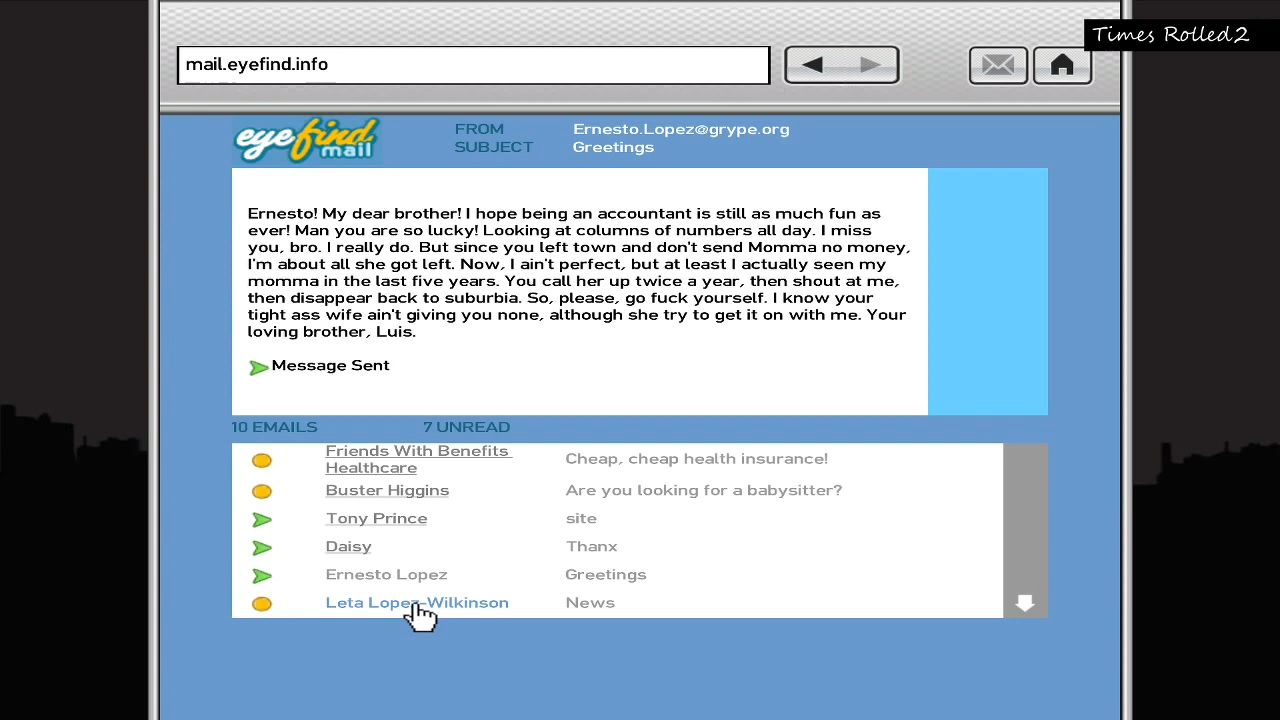 Times Rolled 2
mail.eyefind.info
eyefind mail
FROM Ernesto.Lopez@grype.org
SUBJECT Greetings
Ernesto! My dear brother! I hope being an accountant is still as much fun as
ever! Man you are so lucky! Looking at columns of numbers all day. I miss
you, bro. I really do. But since you left town and don't send Momma no money,
I'm about all she got left. Now, I ain't perfect, but at least I actually seen my
momma in the last five years. You call her up twice a year, then shout at me,
then disappear back to suburbia. So, please, go fuck yourself. I know your
tight ass wife ain't giving you none, although she try to get it on with me. Your
loving brother, Luis.
Message Sent
10 EMAILS 7 UNREAD
Friends With Benefits
Healthcare Cheap, cheap health insurance!
Buster Higgins Are you looking for a babysitter?
Tony Prince site
Daisy Thanx
Ernesto Lopez Greetings
Leta Lopez-Wilkinson News